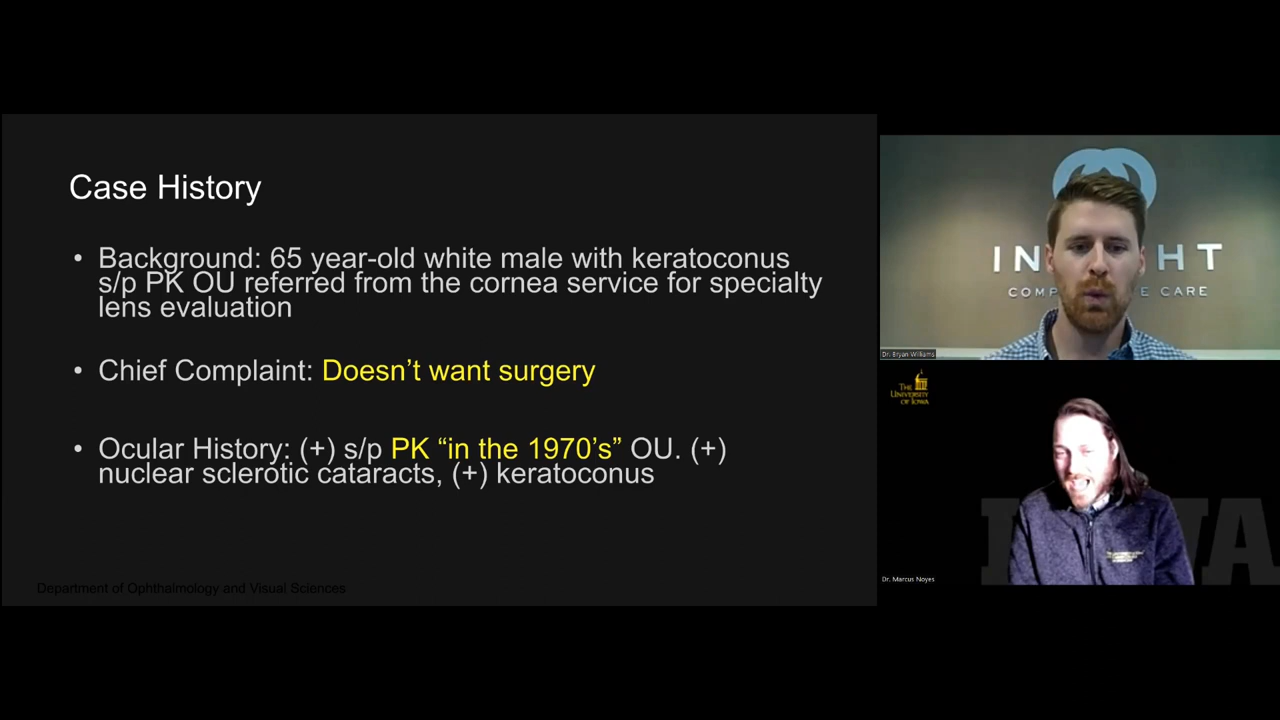 Case History
• Background: 65 year-old white male with keratoconus
s/p PK OU referred from the cornea service for specialty
lens evaluation
• Chief Complaint: Doesn’t want surgery
• Ocular History: (+) s/p PK “in the 1970’s” OU. (+)
nuclear sclerotic cataracts, (+) keratoconus
Department of Ophthalmology and Visual Sciences
IN HT
COMP E CARE
Dr. Bryan Williams
THE
UNIVERSITY
OF IOWA
Dr. Marcus Noyes